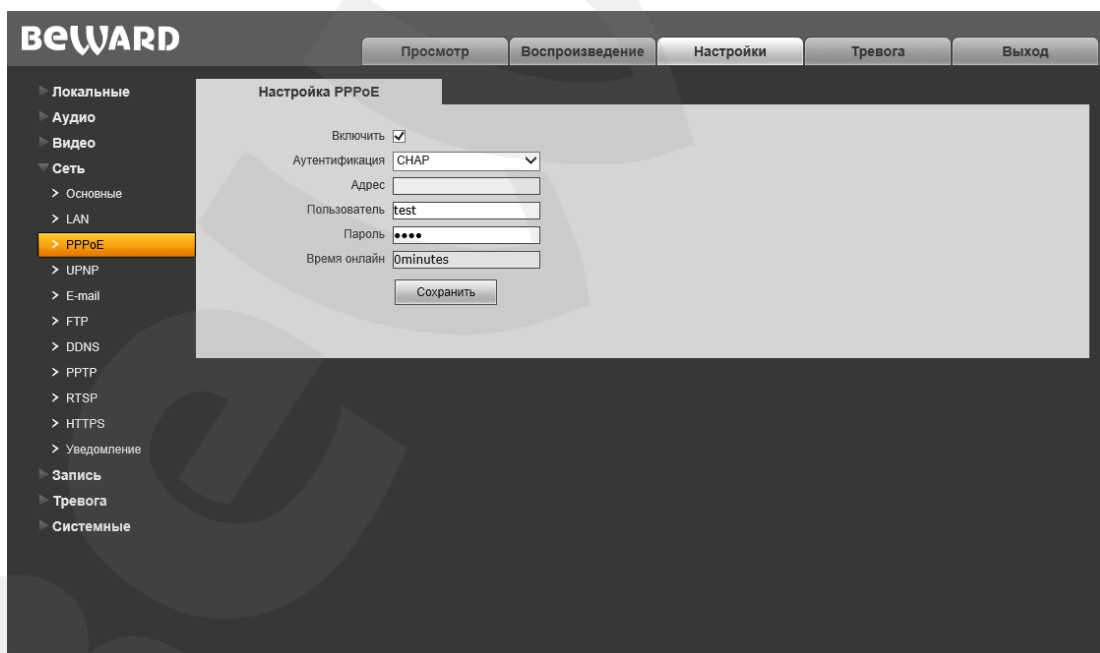 BEWARD
Просмотр Воспроизведение Настройки Тревога Выход
Локальные
Аудио
Видео
Сеть
> Основные
> LAN
> PPPoE
> UPNP
> E-mail
> FTP
> DDNS
> PPTP
> RTSP
> HTTPS
> Уведомление
Запись
Тревога
Системные
Настройка PPPoE
Включить
Аутентификация CHAP
Адрес
Пользователь test
Пароль ••••
Время онлайн 0minutes
Сохранить